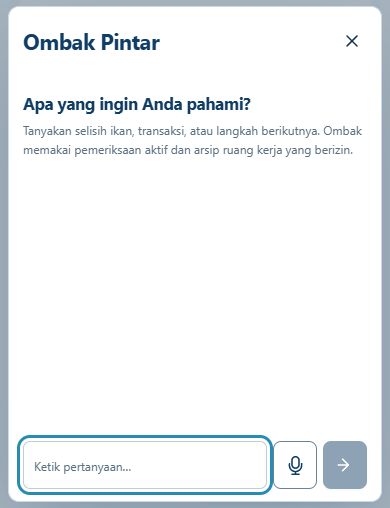 Ombak Pintar
Apa yang ingin Anda pahami?
Tanyakan selisih ikan, transaksi, atau langkah berikutnya. Ombak
memakai pemeriksaan aktif dan arsip ruang kerja yang berizin.
Ketik pertanyaan...